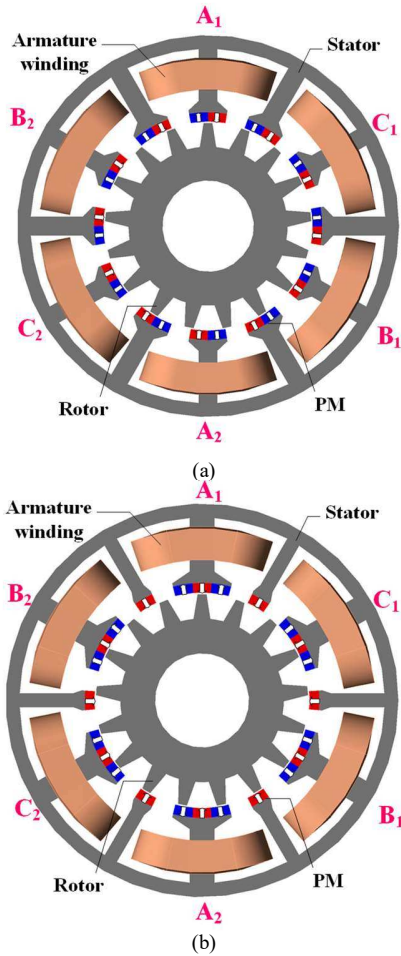 A1
Armature
winding
Stator
B2
C1
C2
B1
Rotor
PM
A2
(a)
A1
Armature
winding
Stator
B2
C1
C2
B1
Rotor
PM
A2
(b)